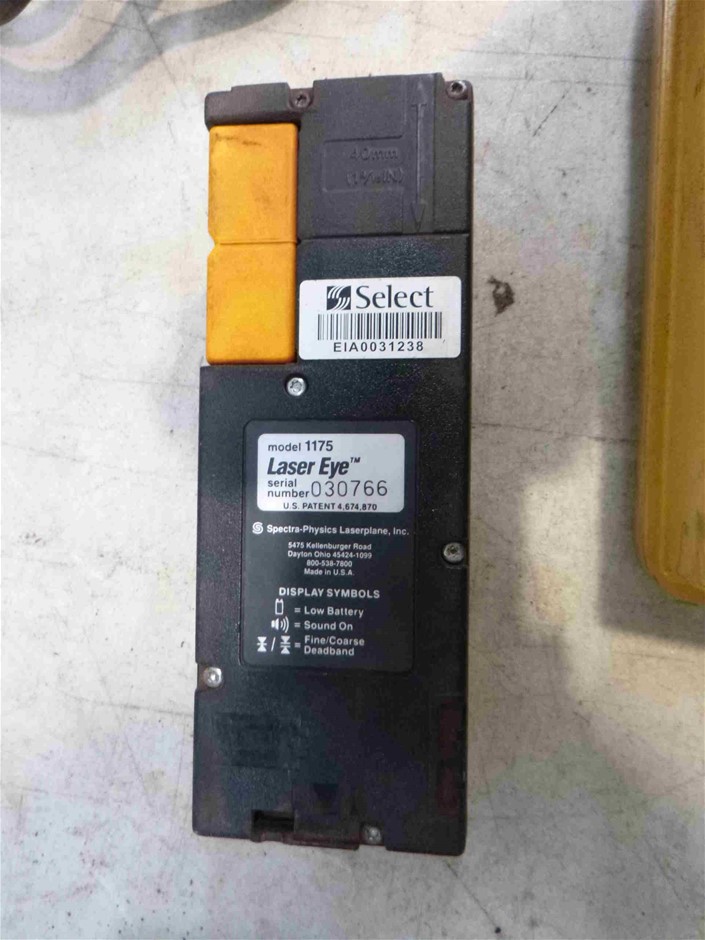 40mm
Select
EIA0031238
model 1175
Laser Eye™
serial
number 030766
U.S. PATENT 4,674,870
Spectra-Physics Laserplane, Inc.
5475 Kellenburger Road
Dayton Ohio 45424-1099
800-538-7800
Made in U.S.A.
DISPLAY SYMBOLS
= Low Battery
= Sound On
/ = Fine/Coarse
Deadband